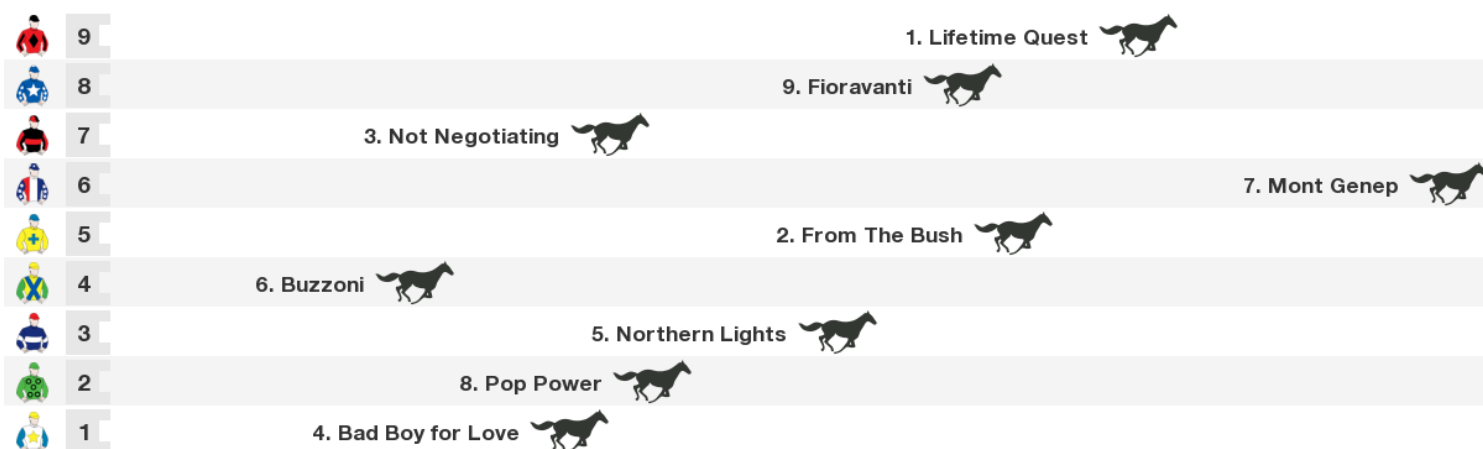 9 1. Lifetime Quest
8 9. Fioravanti
7 3. Not Negotiating
6 7. Mont Genep
5 2. From The Bush
4 6. Buzzoni
3 5. Northern Lights
2 8. Pop Power
1 4. Bad Boy for Love